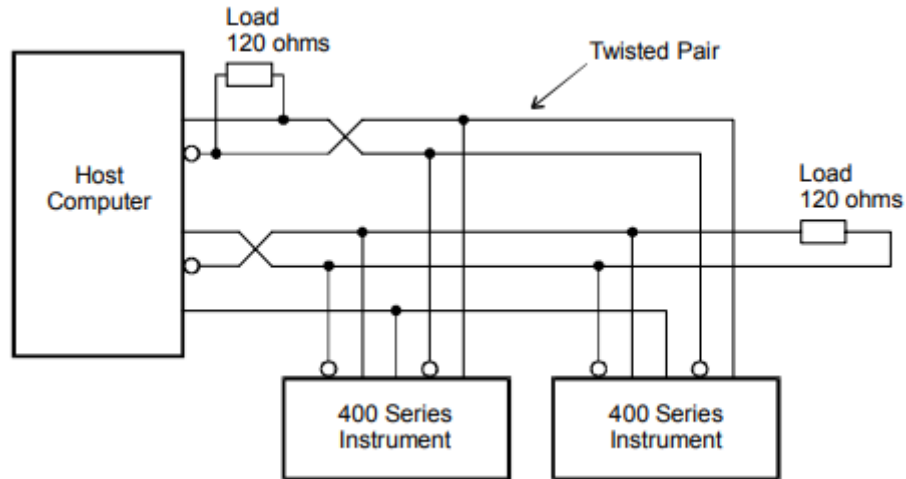 Load
120 ohms
Twisted Pair
Host
Computer
Load
120 ohms
400 Series
Instrument
400 Series
Instrument